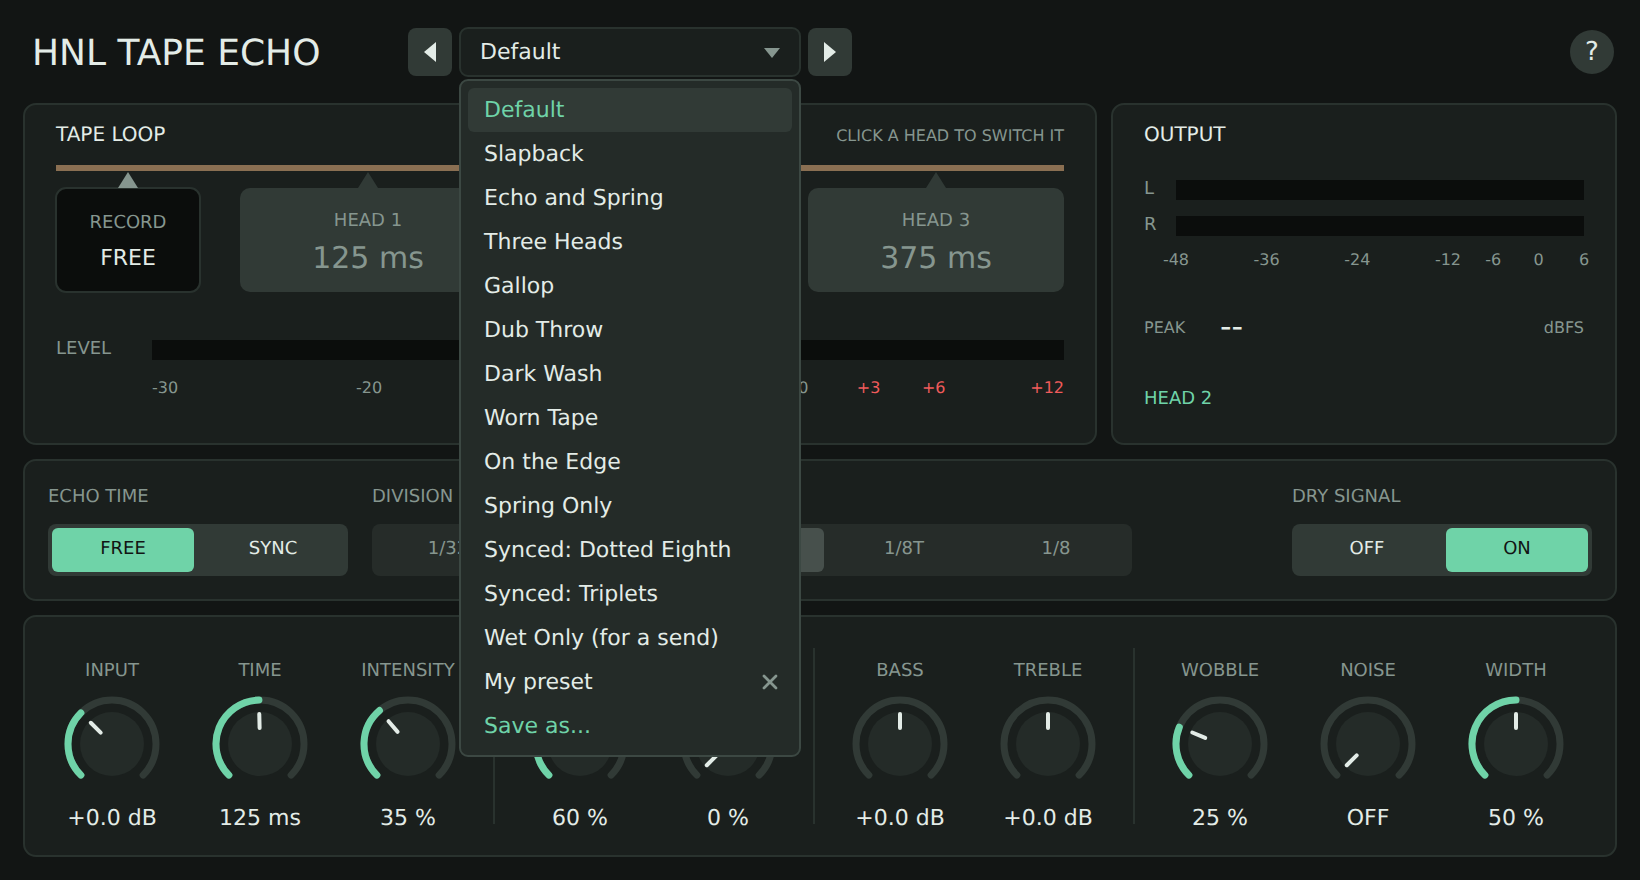 HNL TAPE ECHO
Default
?
Default
Slapback
Echo and Spring
Three Heads
Gallop
Dub Throw
Dark Wash
Worn Tape
On the Edge
Spring Only
Synced: Dotted Eighth
Synced: Triplets
Wet Only (for a send)
My preset
Save as...
TAPE LOOP
CLICK A HEAD TO SWITCH IT
RECORD
FREE
HEAD 1
125 ms
HEAD 3
375 ms
LEVEL
-30 -20 0 +3 +6 +12
OUTPUT
L
R
-48 -36 -24 -12 -6 0 6
PEAK -- dBFS
HEAD 2
ECHO TIME
FREE SYNC
DIVISION
1/8T 1/8
DRY SIGNAL
OFF ON
INPUT TIME INTENSITY BASS TREBLE WOBBLE NOISE WIDTH
+0.0 dB 125 ms 35 % 60 % 0 % +0.0 dB +0.0 dB 25 % OFF 50 %